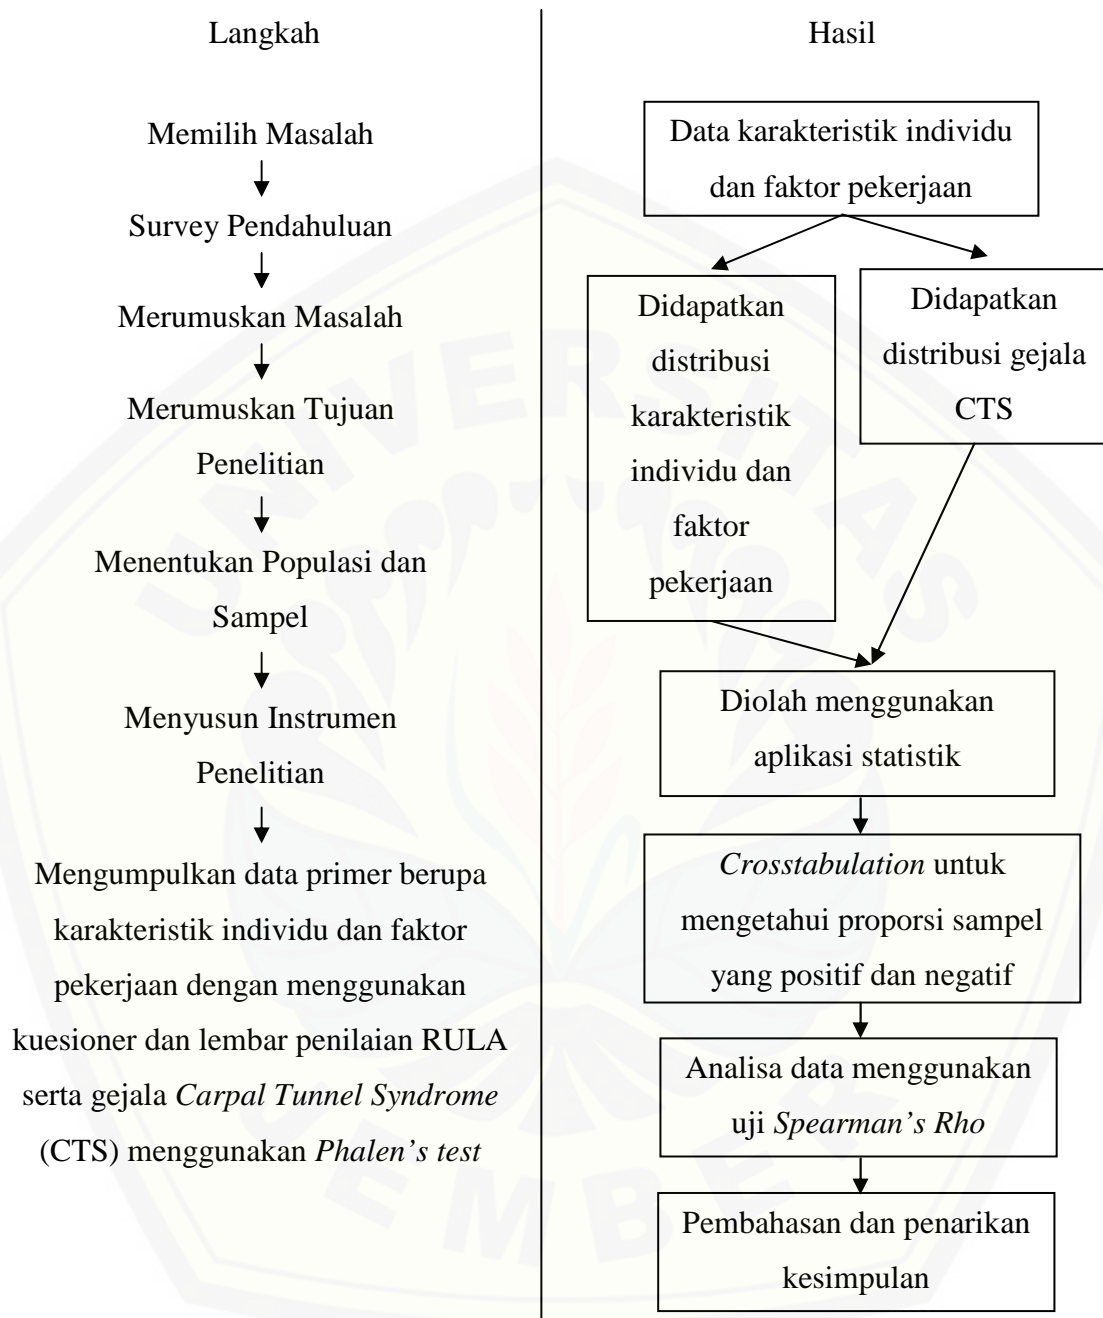 Langkah
Memilih Masalah
Survey Pendahuluan
Merumuskan Masalah
Merumuskan Tujuan
Penelitian
Menentukan Populasi dan
Sampel
Menyusun Instrumen
Penelitian
Mengumpulkan data primer berupa
karakteristik individu dan faktor
pekerjaan dengan menggunakan
kuesioner dan lembar penilaian RULA
serta gejala Carpal Tunnel Syndrome
(CTS) menggunakan Phalen’s test
Hasil
Data karakteristik individu
dan faktor pekerjaan
Didapatkan
distribusi
karakteristik
individu dan
faktor
pekerjaan
Didapatkan
distribusi gejala
CTS
Diolah menggunakan
aplikasi statistik
Crosstabulation untuk
mengetahui proporsi sampel
yang positif dan negatif
Analisa data menggunakan
uji Spearman’s Rho
Pembahasan dan penarikan
kesimpulan
UNIVERSITAS
JEMBER